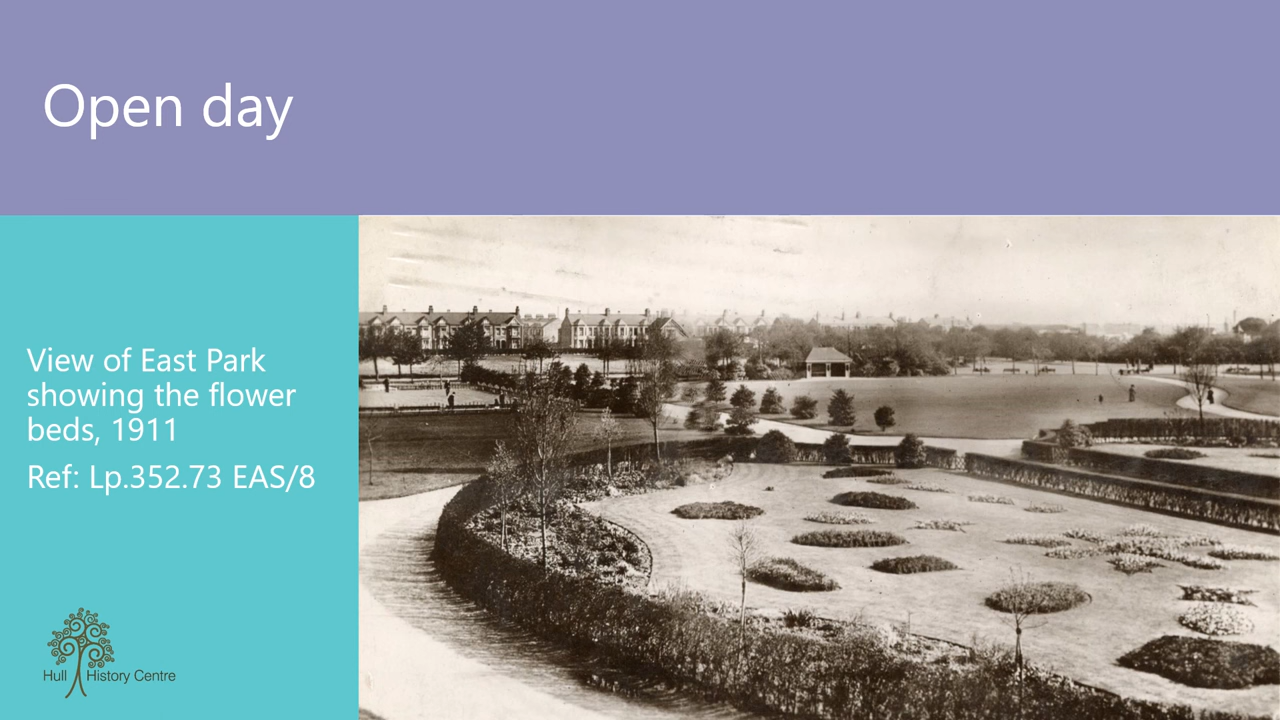 Open day
View of East Park
showing the flower
beds, 1911
Ref: Lp.352.73 EAS/8
Hull History Centre